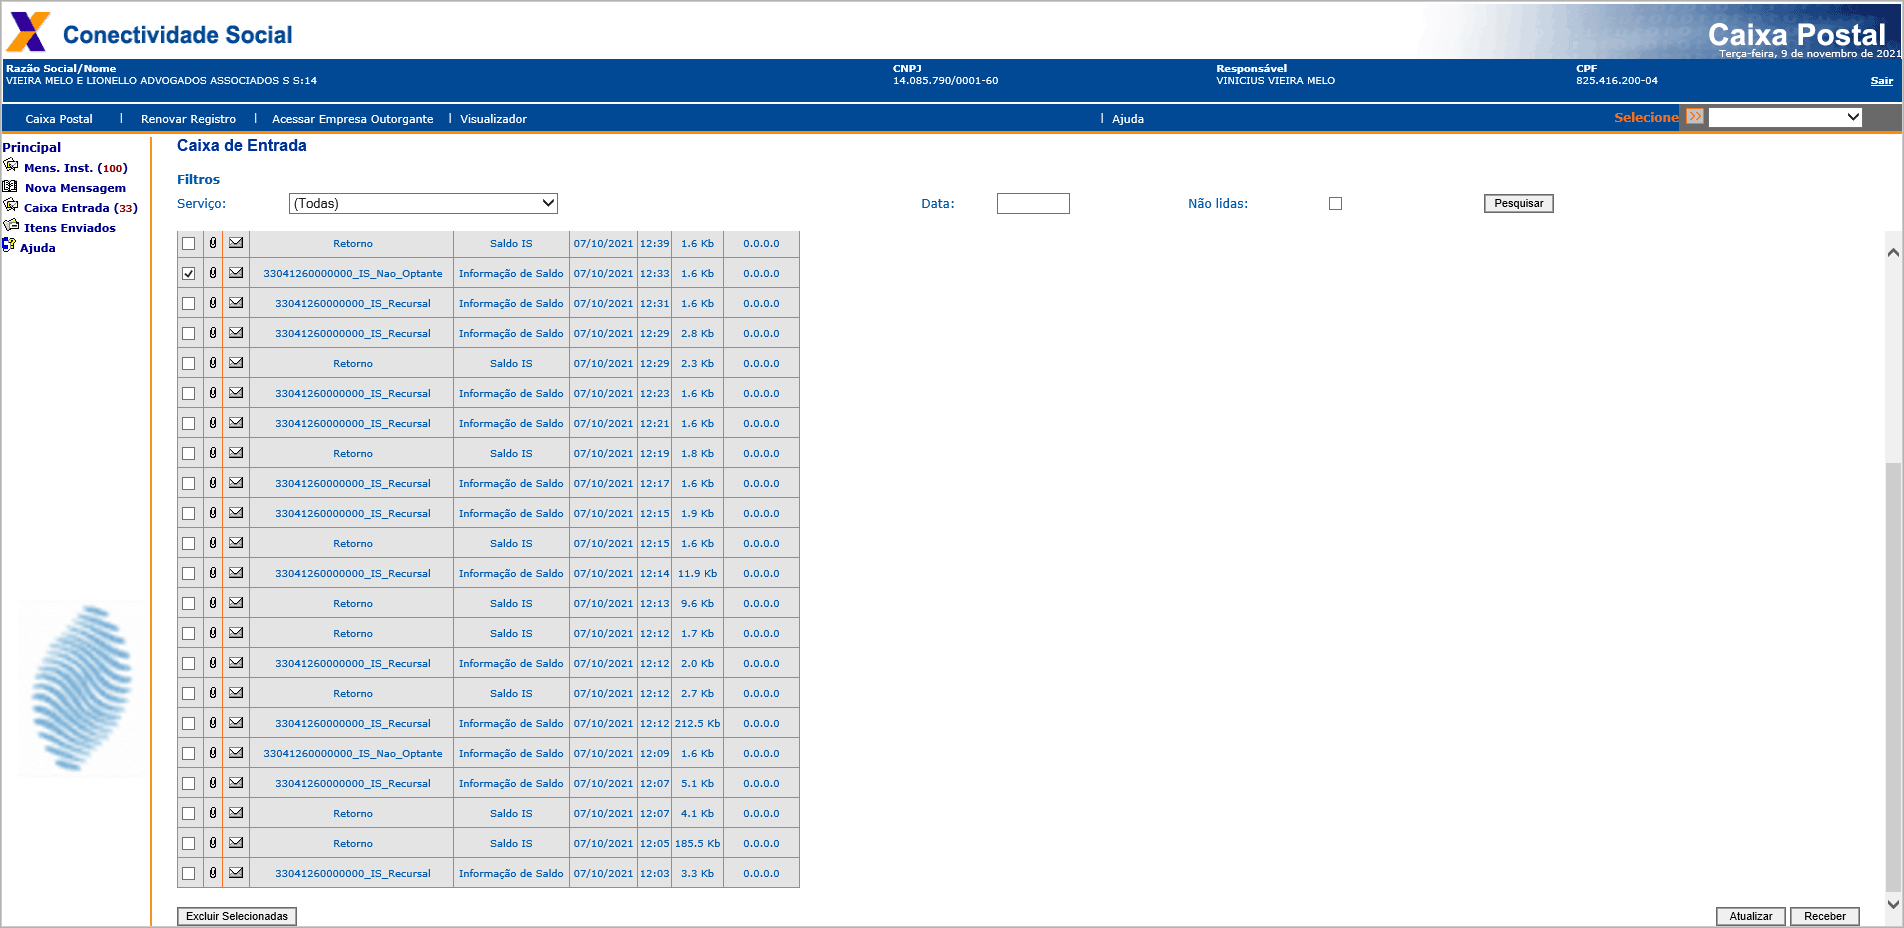 Conectividade Social
Caixa Postal
Terça-feira, 9 de novembro de 2021
Razão Social/Nome CNPJ Responsável CPF
VIEIRA MELO E LIONELLO ADVOGADOS ASSOCIADOS S S:14 14.085.790/0001-60 VINICIUS VIEIRA MELO 825.416.200-04 Sair
Caixa Postal | Renovar Registro | Acessar Empresa Outorgante | Visualizador | Ajuda Selecione
Principal
Mens. Inst. (100)
Nova Mensagem
Caixa Entrada (33)
Itens Enviados
Ajuda
Caixa de Entrada
Filtros
Serviço: (Todas) Data: Não lidas: Pesquisar
Retorno Saldo IS 07/10/2021 12:39 1.6 Kb 0.0.0.0
33041260000000_IS_Nao_Optante Informação de Saldo 07/10/2021 12:33 1.6 Kb 0.0.0.0
33041260000000_IS_Recursal Informação de Saldo 07/10/2021 12:31 1.6 Kb 0.0.0.0
33041260000000_IS_Recursal Informação de Saldo 07/10/2021 12:29 2.8 Kb 0.0.0.0
Retorno Saldo IS 07/10/2021 12:29 2.3 Kb 0.0.0.0
33041260000000_IS_Recursal Informação de Saldo 07/10/2021 12:23 1.6 Kb 0.0.0.0
33041260000000_IS_Recursal Informação de Saldo 07/10/2021 12:21 1.6 Kb 0.0.0.0
Retorno Saldo IS 07/10/2021 12:19 1.8 Kb 0.0.0.0
33041260000000_IS_Recursal Informação de Saldo 07/10/2021 12:17 1.6 Kb 0.0.0.0
33041260000000_IS_Recursal Informação de Saldo 07/10/2021 12:15 1.9 Kb 0.0.0.0
Retorno Saldo IS 07/10/2021 12:15 1.6 Kb 0.0.0.0
33041260000000_IS_Recursal Informação de Saldo 07/10/2021 12:14 11.9 Kb 0.0.0.0
Retorno Saldo IS 07/10/2021 12:13 9.6 Kb 0.0.0.0
Retorno Saldo IS 07/10/2021 12:12 1.7 Kb 0.0.0.0
33041260000000_IS_Recursal Informação de Saldo 07/10/2021 12:12 2.0 Kb 0.0.0.0
Retorno Saldo IS 07/10/2021 12:12 2.7 Kb 0.0.0.0
33041260000000_IS_Recursal Informação de Saldo 07/10/2021 12:12 212.5 Kb 0.0.0.0
33041260000000_IS_Nao_Optante Informação de Saldo 07/10/2021 12:09 1.6 Kb 0.0.0.0
33041260000000_IS_Recursal Informação de Saldo 07/10/2021 12:07 5.1 Kb 0.0.0.0
Retorno Saldo IS 07/10/2021 12:07 4.1 Kb 0.0.0.0
Retorno Saldo IS 07/10/2021 12:05 185.5 Kb 0.0.0.0
33041260000000_IS_Recursal Informação de Saldo 07/10/2021 12:03 3.3 Kb 0.0.0.0
Excluir Selecionadas Atualizar Receber